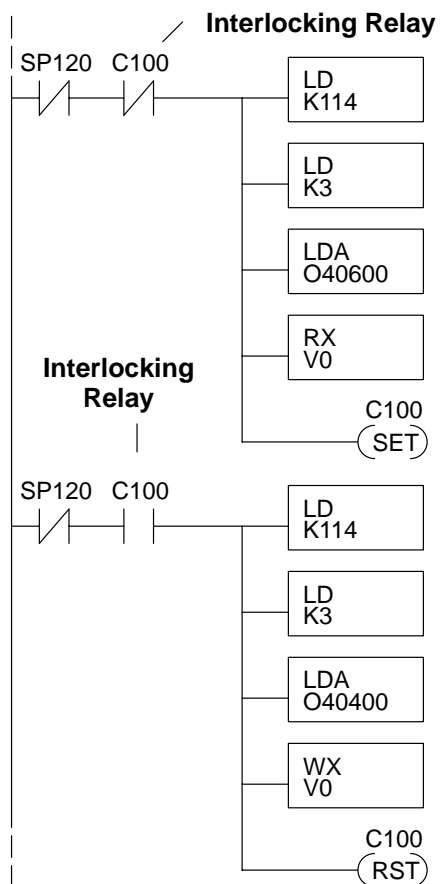 Interlocking Relay
SP120 C100
LD
K114
LD
K3
LDA
O40600
RX
V0
C100
SET
Interlocking
Relay
SP120 C100
LD
K114
LD
K3
LDA
O40400
WX
V0
C100
RST